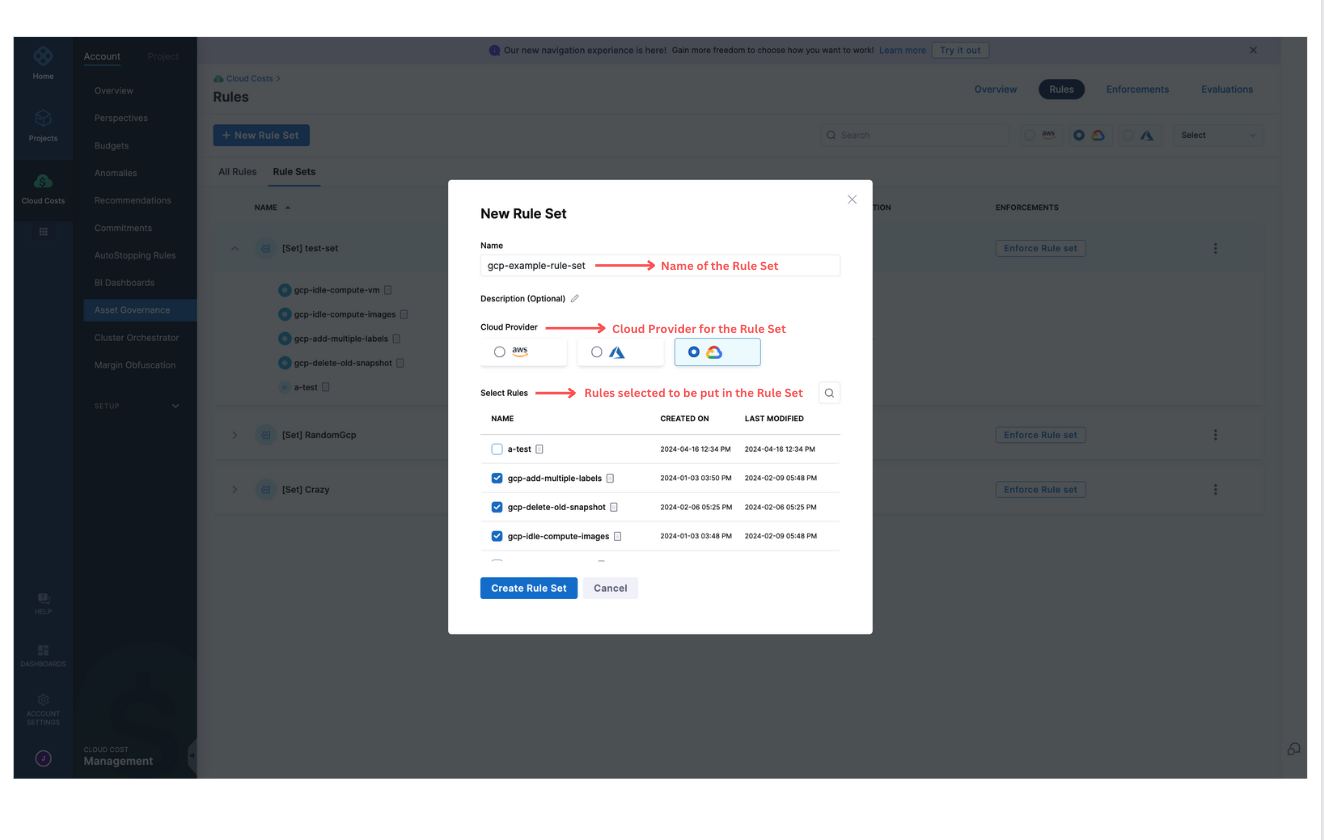 Our new navigation experience is here! Gain more freedom to choose how you want to work! Learn more Try it out
Home
Projects
Cloud Costs
HELP
DASHBOARDS
ACCOUNT SETTINGS
J
Account Project
Overview
Perspectives
Budgets
Anomalies
Recommendations
Commitments
AutoStopping Rules
BI Dashboards
Asset Governance
Cluster Orchestrator
Margin Obfuscation
SETUP
CLOUD COST
Management
Cloud Costs >
Rules
Overview Rules Enforcements Evaluations
+ New Rule Set
Search
aws
Select
All Rules Rule Sets
NAME TION ENFORCEMENTS
[Set] test-set Enforce Rule set
gcp-idle-compute-vm
gcp-idle-compute-images
gcp-add-multiple-labels
gcp-delete-old-snapshot
a-test
[Set] RandomGcp Enforce Rule set
[Set] Crazy Enforce Rule set
New Rule Set
Name
gcp-example-rule-set Name of the Rule Set
Description (Optional)
Cloud Provider Cloud Provider for the Rule Set
aws
Select Rules Rules selected to be put in the Rule Set
NAME CREATED ON LAST MODIFIED
a-test 2024-04-16 12:34 PM 2024-04-16 12:34 PM
gcp-add-multiple-labels 2024-01-03 03:50 PM 2024-02-09 05:48 PM
gcp-delete-old-snapshot 2024-02-06 05:25 PM 2024-02-06 05:25 PM
gcp-idle-compute-images 2024-01-03 03:48 PM 2024-02-09 05:48 PM
Create Rule Set Cancel